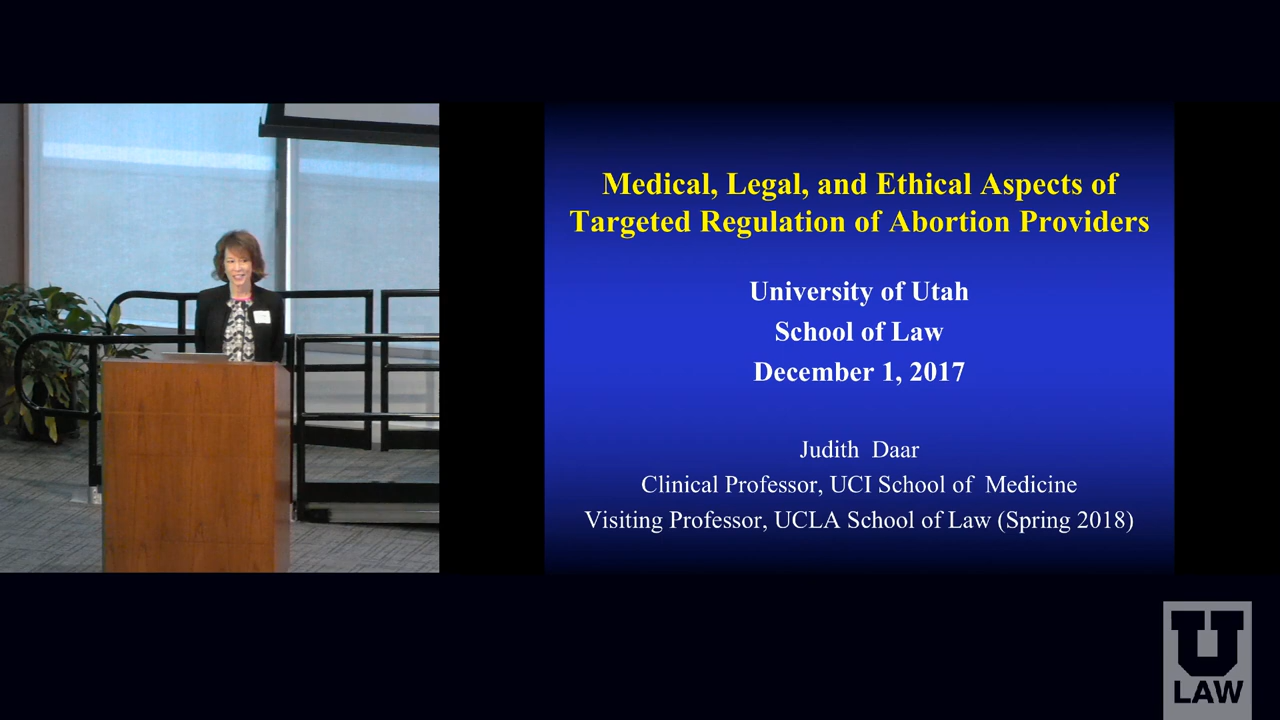 Medical, Legal, and Ethical Aspects of
Targeted Regulation of Abortion Providers
University of Utah
School of Law
December 1, 2017
Judith Daar
Clinical Professor, UCI School of Medicine
Visiting Professor, UCLA School of Law (Spring 2018)
U
LAW